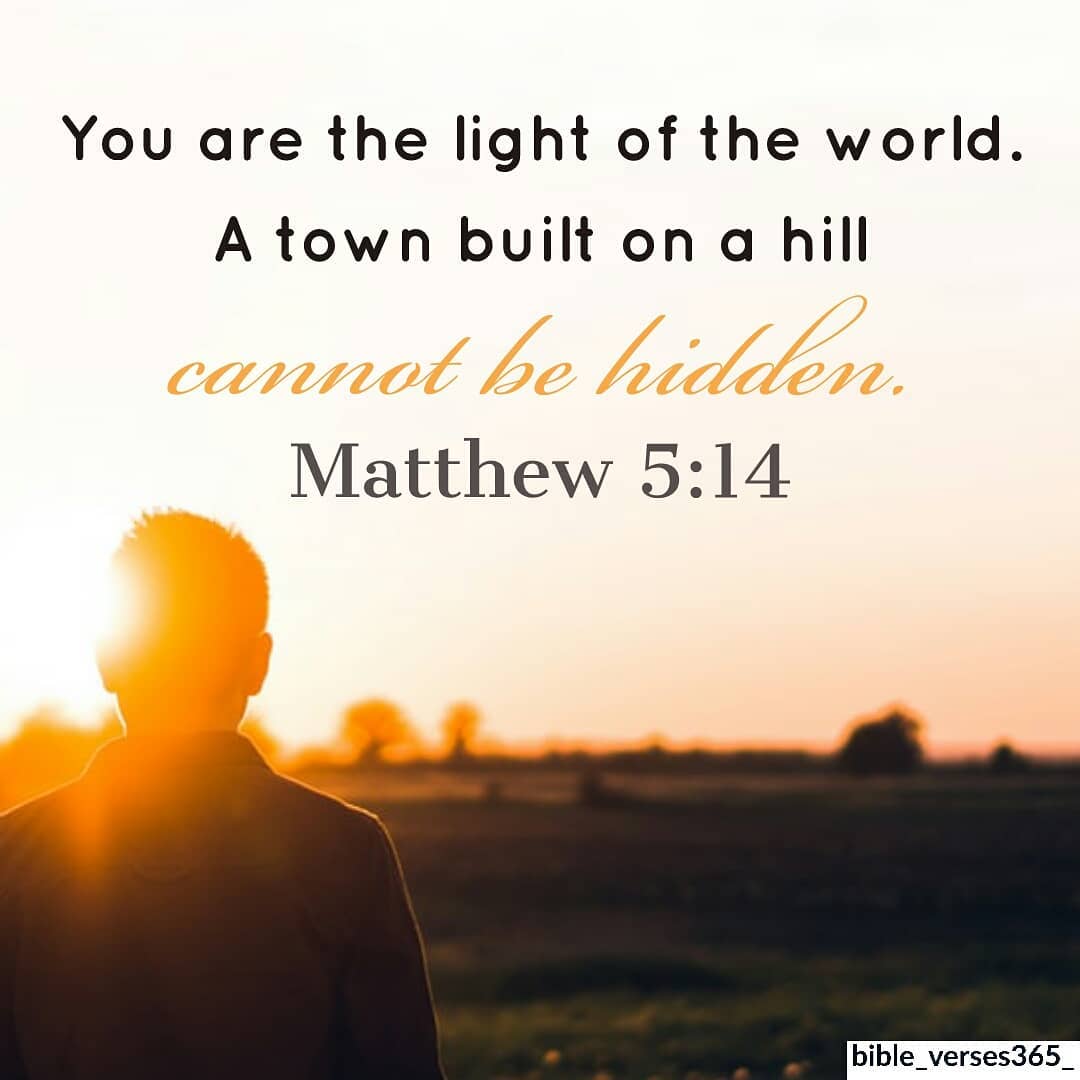 You are the light of the world.
A town built on a hill
cannot be hidden.
Matthew 5:14
bible_verses365_